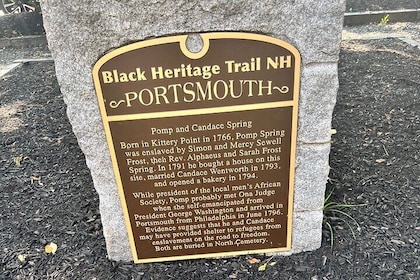 Black Heritage Trail NH
PORTSMOUTH
Pomp and Candace Spring
Born in Kittery Point in 1766, Pomp Spring
was enslaved by Simon and Mercy Sewell
Frost, then Rev. Alphaeus and Sarah Frost
Spring. In 1791 he bought a house on this
site, married Candace Wentworth in 1793,
and opened a bakery in 1794.
While president of the local men's African
Society, Pomp probably met Ona Judge
when she self-emancipated from
President George Washington and arrived in
Portsmouth from Philadelphia in June 1796.
Evidence suggests that he and Candace
may have provided shelter to refugees from
enslavement on the road to freedom.
Both are buried in North Cemetery.